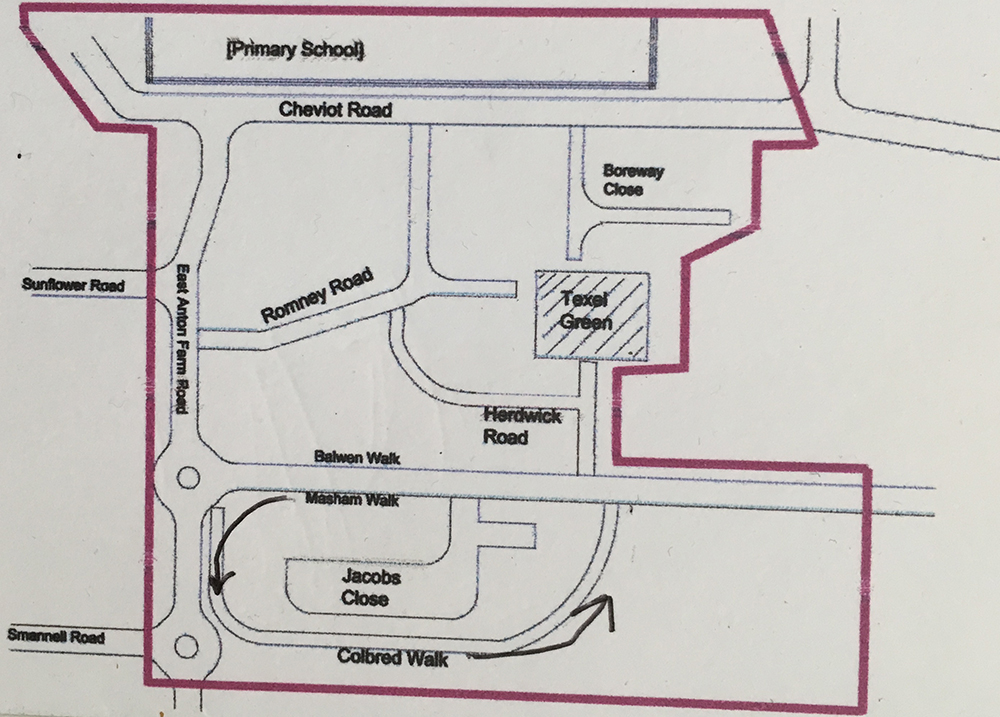 [Primary School]
Cheviot Road
Boreway
Close
Sunflower Road
East Anton Farm Road
Romney Road
Texel
Green
Herdwick
Road
Balwen Walk
Masham Walk
Jacobs
Close
Smannell Road
Colbred Walk